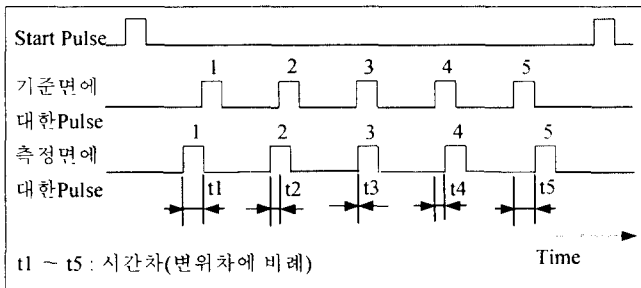 Start Pulse
1 2 3 4 5
기준면에
대한Pulse
1 2 3 4 5
측정면에
대한Pulse
t1 t2 t3 t4 t5
Time
t1 ~ t5 : 시간차(변위차에 비례)